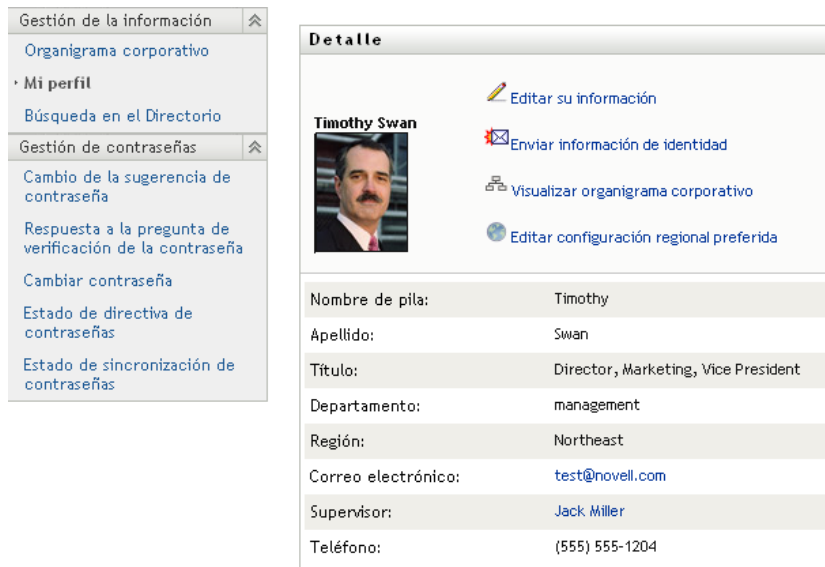 Gestión de la información
Organigrama corporativo
Mi perfil
Búsqueda en el Directorio
Gestión de contraseñas
Cambio de la sugerencia de
contraseña
Respuesta a la pregunta de
verificación de la contraseña
Cambiar contraseña
Estado de directiva de
contraseñas
Estado de sincronización de
contraseñas
Detalle
Timothy Swan
Editar su información
Enviar información de identidad
Visualizar organigrama corporativo
Editar configuración regional preferida
Nombre de pila: Timothy
Apellido: Swan
Título: Director, Marketing, Vice President
Departamento: management
Región: Northeast
Correo electrónico: test@novell.com
Supervisor: Jack Miller
Teléfono: (555) 555-1204